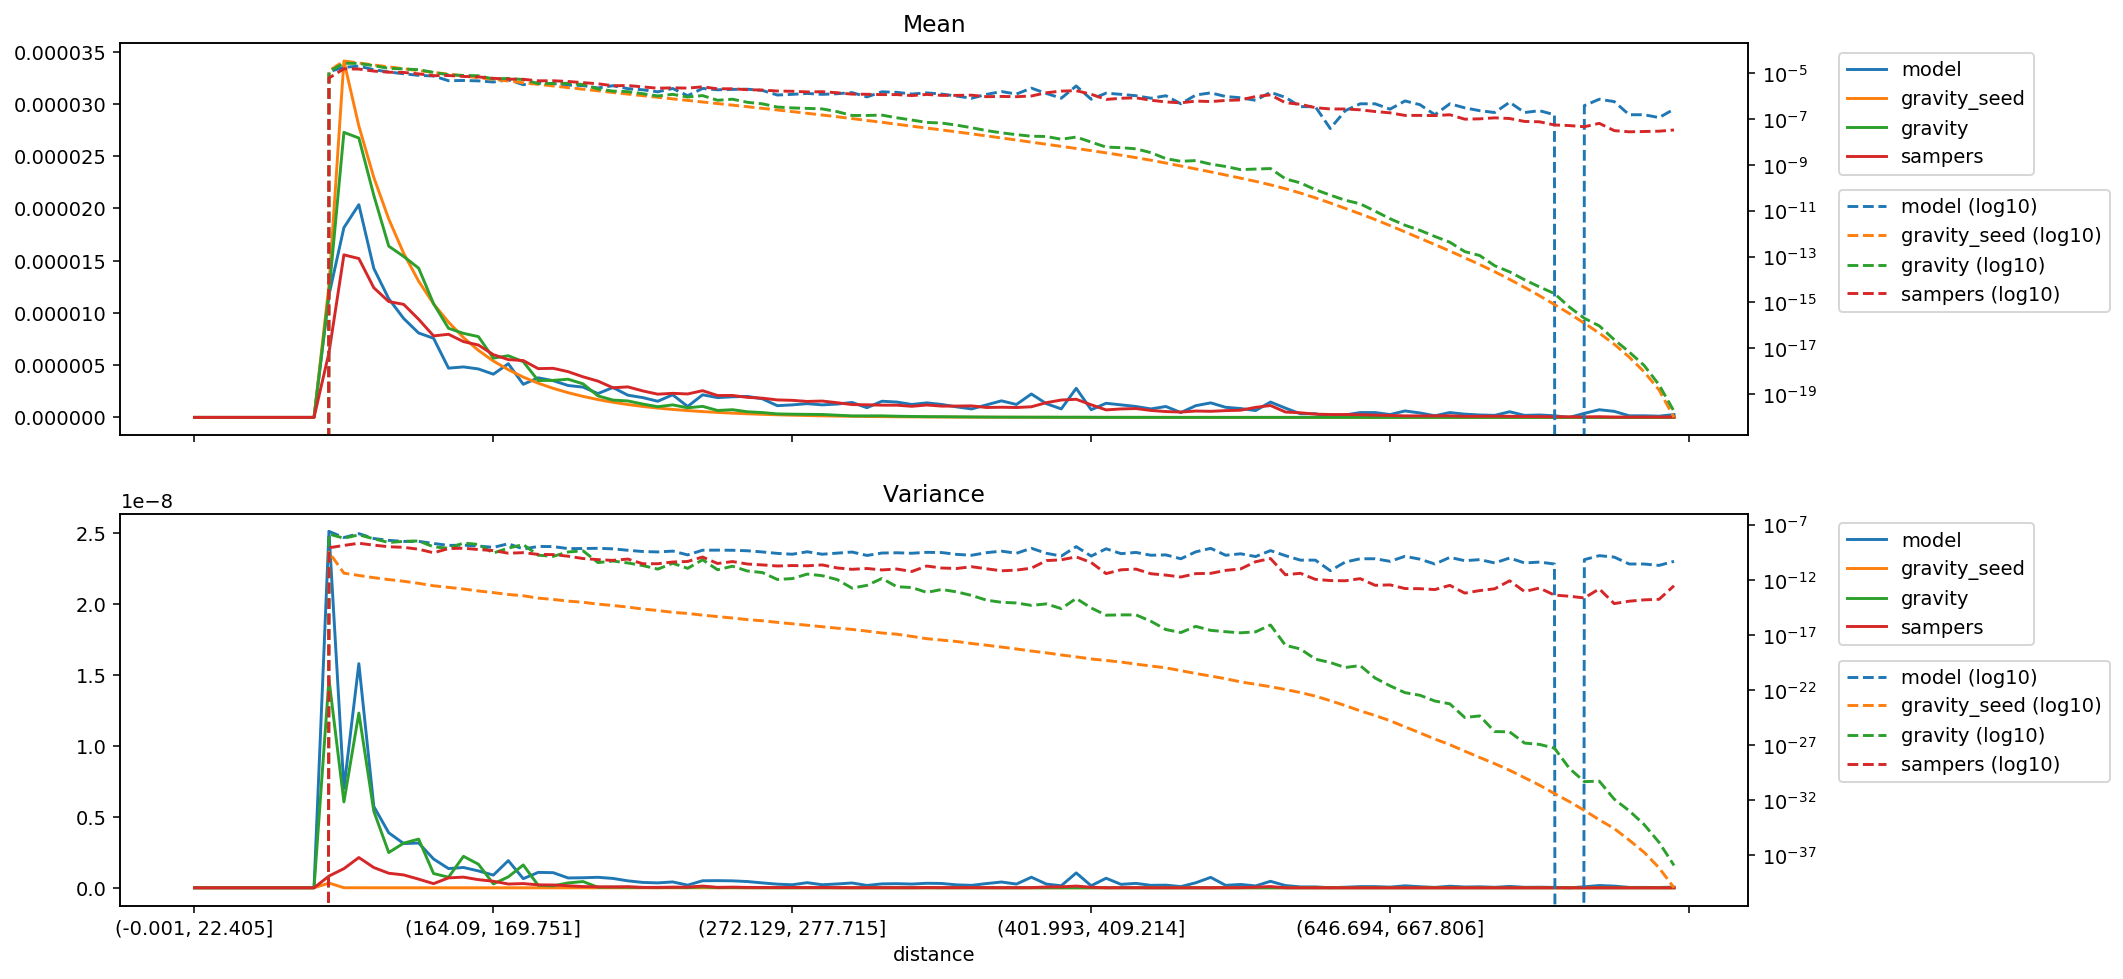 Mean
0.000035
0.000030
0.000025
0.000020
0.000015
0.000010
0.000005
0.000000
10⁻⁵
10⁻⁷
10⁻⁹
10⁻¹¹
10⁻¹³
10⁻¹⁵
10⁻¹⁷
10⁻¹⁹
model
gravity_seed
gravity
sampers
model (log10)
gravity_seed (log10)
gravity (log10)
sampers (log10)
Variance
1e−8
2.5
2.0
1.5
1.0
0.5
0.0
10⁻⁷
10⁻¹²
10⁻¹⁷
10⁻²²
10⁻²⁷
10⁻³²
10⁻³⁷
model
gravity_seed
gravity
sampers
model (log10)
gravity_seed (log10)
gravity (log10)
sampers (log10)
(-0.001, 22.405] (164.09, 169.751] (272.129, 277.715] (401.993, 409.214] (646.694, 667.806]
distance